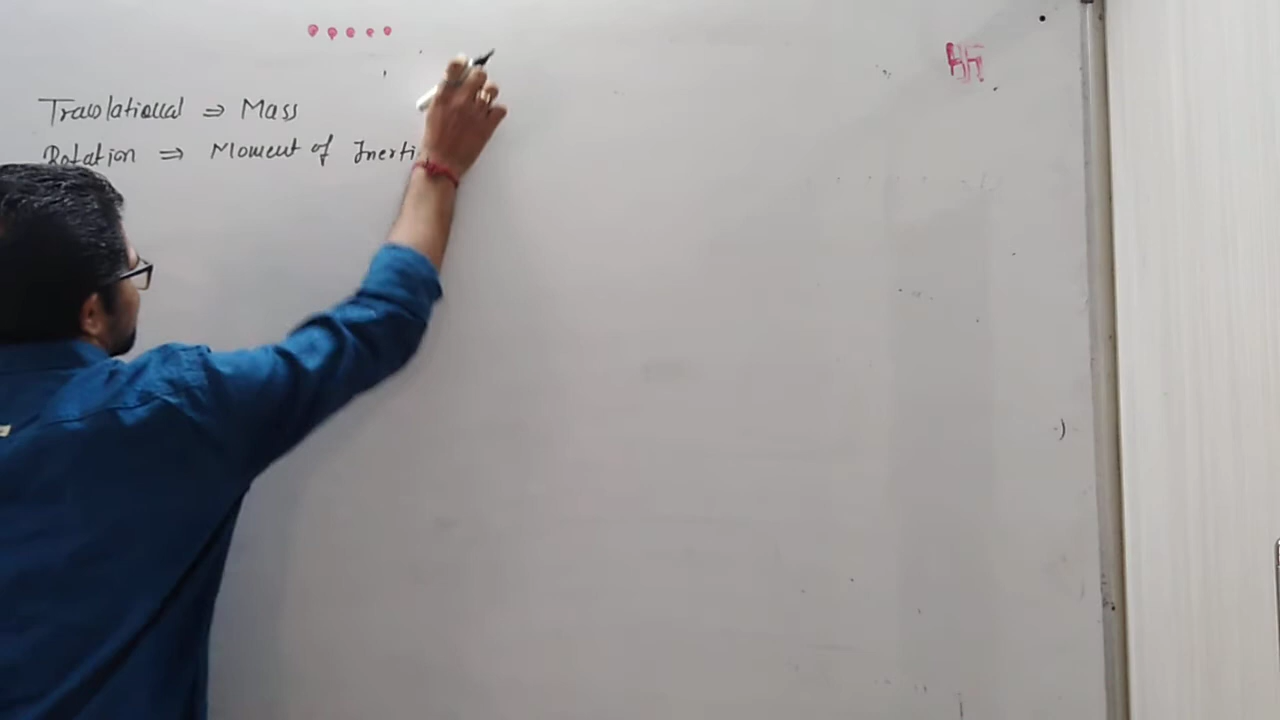 Translational ⇒ Mass
Rotation ⇒ Moment of Inerti